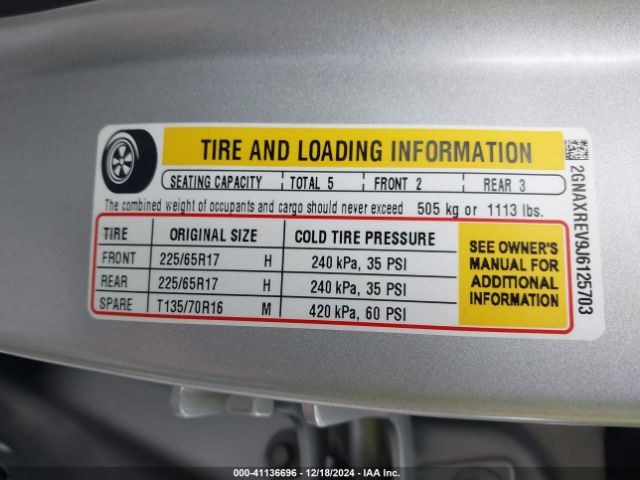 TIRE AND LOADING INFORMATION
SEATING CAPACITY TOTAL 5 FRONT 2 REAR 3
The combined weight of occupants and cargo should never exceed 505 kg or 1113 lbs.
TIRE ORIGINAL SIZE COLD TIRE PRESSURE
FRONT 225/65R17 H 240 kPa, 35 PSI
REAR 225/65R17 H 240 kPa, 35 PSI
SPARE T135/70R16 M 420 kPa, 60 PSI
SEE OWNER'S
MANUAL FOR
ADDITIONAL
INFORMATION
2GNAXREV9J6125703
000-41136696 - 12/18/2024 - IAA Inc.